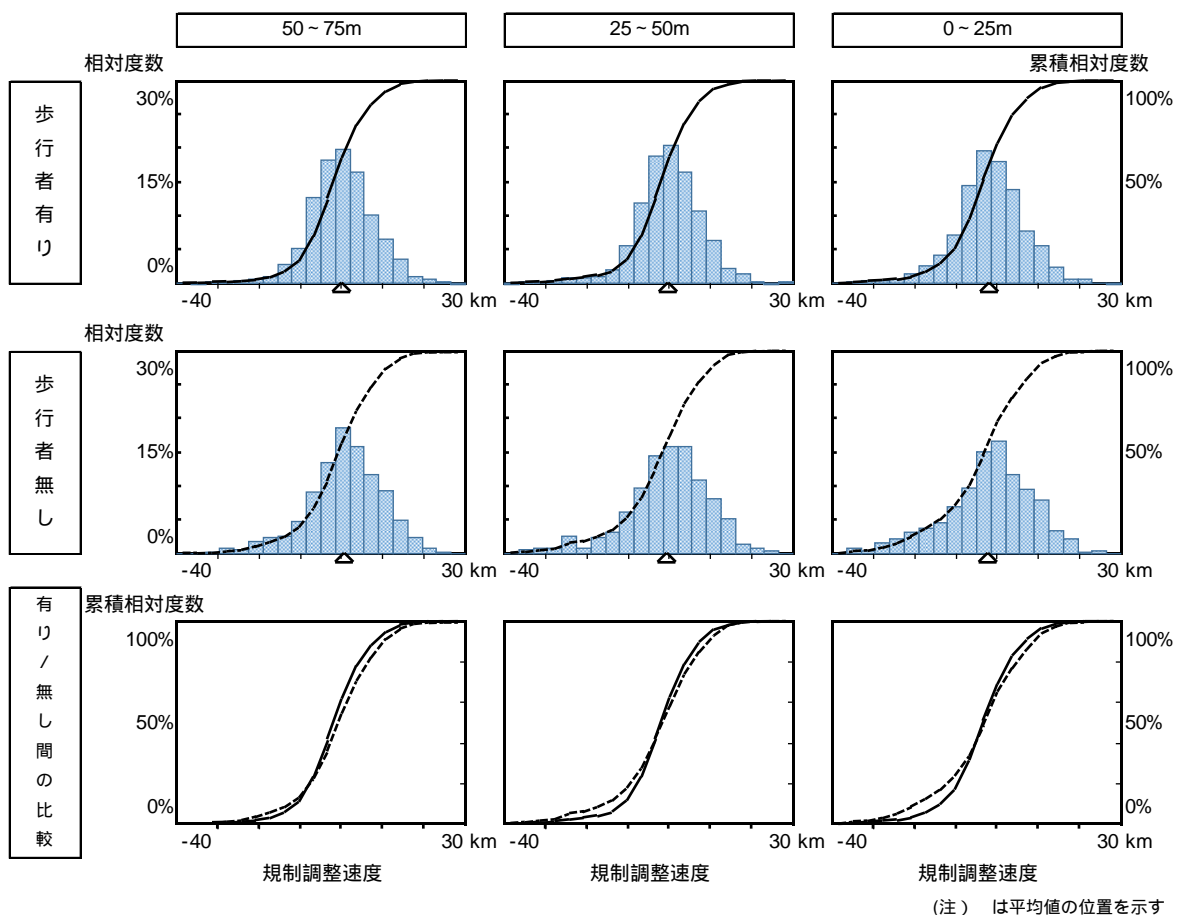 50 ~ 75m
25 ~ 50m
0 ~ 25m
相対度数
累積相対度数
歩行者有り
30%
15%
0%
100%
50%
-40
30 km
-40
30 km
-40
30 km
相対度数
歩行者無し
30%
15%
0%
100%
50%
0%
-40
30 km
-40
30 km
-40
30 km
有り/無し間の比較
累積相対度数
100%
50%
0%
100%
50%
0%
-40
30 km
-40
30 km
-40
30 km
規制調整速度
規制調整速度
規制調整速度
(注) は平均値の位置を示す